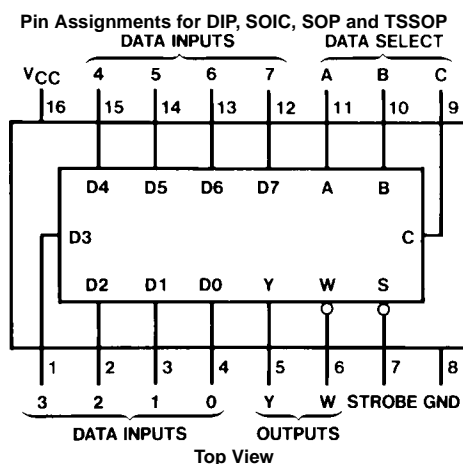 Pin Assignments for DIP, SOIC, SOP and TSSOP
DATA INPUTS DATA SELECT
VCC 4 5 6 7 A B C
16 15 14 13 12 11 10 9
D4 D5 D6 D7 A B
D3 C
D2 D1 D0 Y W S
1 2 3 4 5 6 7 8
3 2 1 0 Y W STROBE GND
DATA INPUTS OUTPUTS
Top View